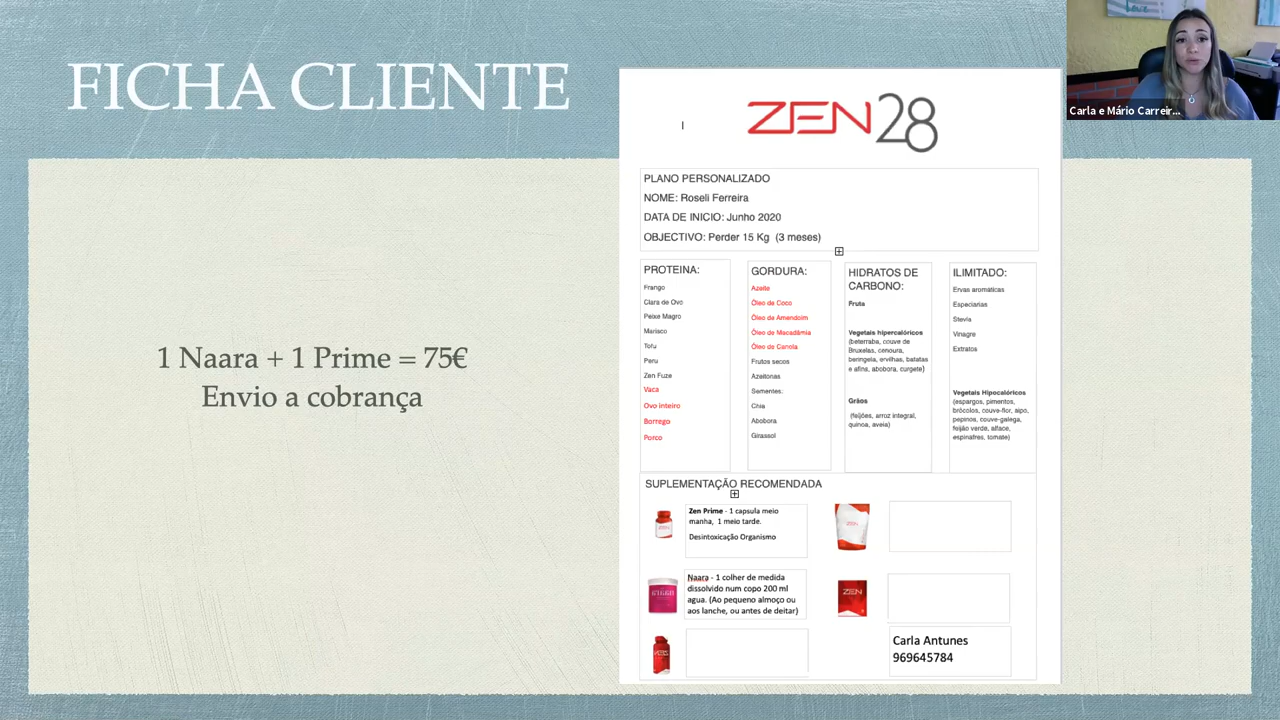 FICHA CLIENTE
1 Naara + 1 Prime = 75€
Envio a cobrança
ZEN28
PLANO PERSONALIZADO
NOME: Roseli Ferreira
DATA DE INICIO: Junho 2020
OBJECTIVO: Perder 15 Kg (3 meses)
PROTEINA:
Frango
Clara de Ovo
Peixe Magro
Marisco
Tofu
Peru
Zen Fuze
Vaca
Ovo inteiro
Borrego
Porco
GORDURA:
Azeite
Óleo de Coco
Óleo de Amendoim
Óleo de Macadâmia
Óleo de Canola
Frutos secos
Azeitonas
Sementes.
Chia
Abobora
Girassol
HIDRATOS DE
CARBONO:
Fruta
Vegetais hipercalóricos
(beterraba, couve de
Bruxelas, cenoura,
beringela, ervilhas, batatas
e afins, abobora, curgete)
Grãos
(feijões, arroz integral,
quinoa, aveia)
ILIMITADO:
Ervas aromáticas
Especiarias
Stevia
Vinagre
Extratos
Vegetais Hipocalóricos
(espargos, pimentos,
brócolos, couve-flor, aipo,
pepinos, couve-galega,
feijão verde, alface,
espinafres, tomate)
SUPLEMENTAÇÃO RECOMENDADA
Zen Prime - 1 capsula meio
manha, 1 meio tarde.
Desintoxicação Organismo
Naara - 1 colher de medida
dissolvido num copo 200 ml
agua. (Ao pequeno almoço ou
aos lanche, ou antes de deitar)
ZEN
ZEN
ZEN
Carla Antunes
969645784
Carla e Mário Carreir...